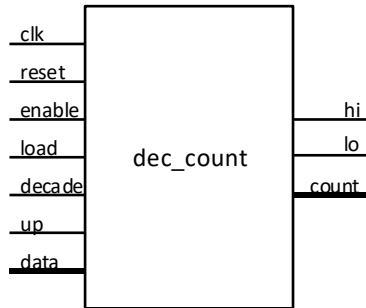 clk
reset
enable
load
decade
up
data
dec_count
hi
lo
count